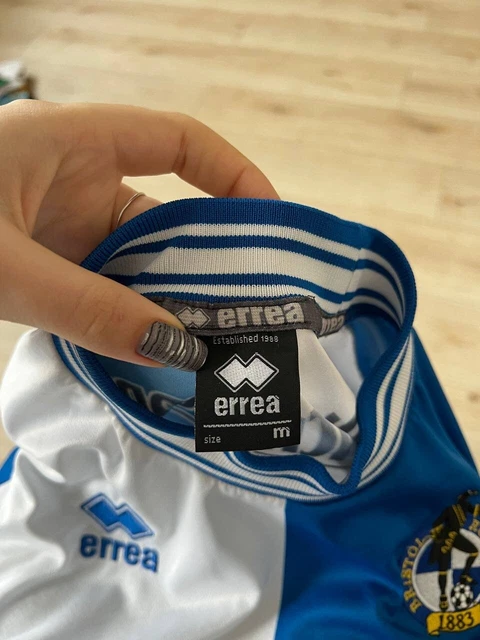 errea
Established 1988
errea
size m
errea
BRISTOL
1883